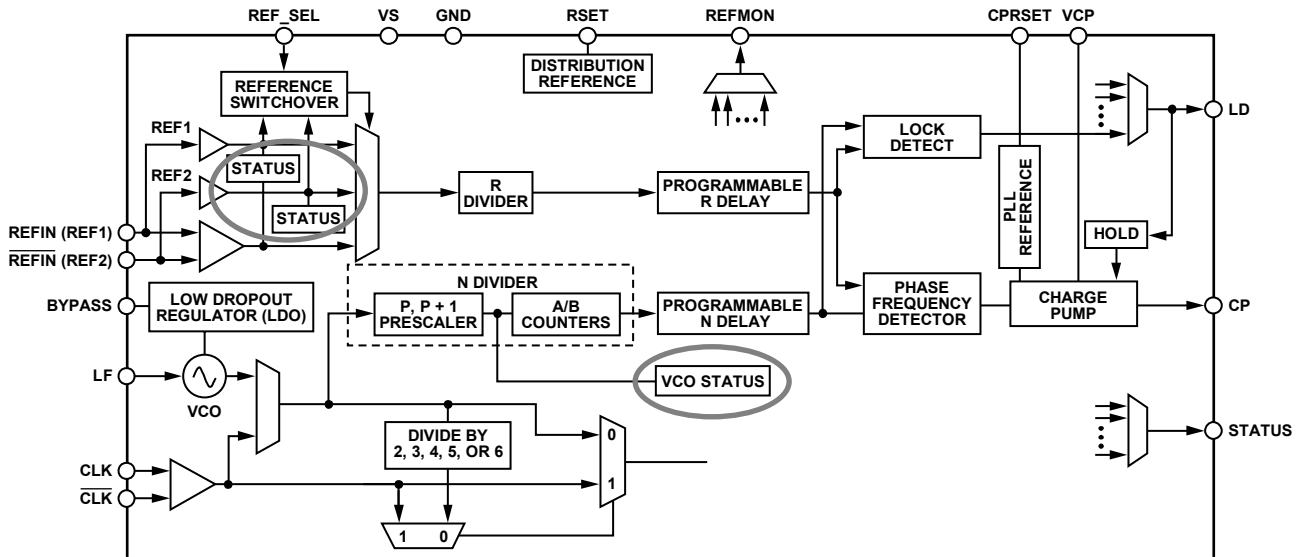 REF_SEL
VS
GND
RSET
REFMON
CPRSET
VCP
DISTRIBUTION
REFERENCE
REFERENCE
SWITCHOVER
REF1
STATUS
REF2
STATUS
REFIN (REF1)
REFIN (REF2)
BYPASS
LF
CLK
CLK
R
DIVIDER
PROGRAMMABLE
R DELAY
LOCK
DETECT
LD
PLL
REFERENCE
HOLD
N DIVIDER
P, P + 1
PRESCALER
A/B
COUNTERS
PROGRAMMABLE
N DELAY
PHASE
FREQUENCY
DETECTOR
CHARGE
PUMP
CP
LOW DROPOUT
REGULATOR (LDO)
VCO
VCO STATUS
DIVIDE BY
2, 3, 4, 5, OR 6
0
1
1 0
STATUS